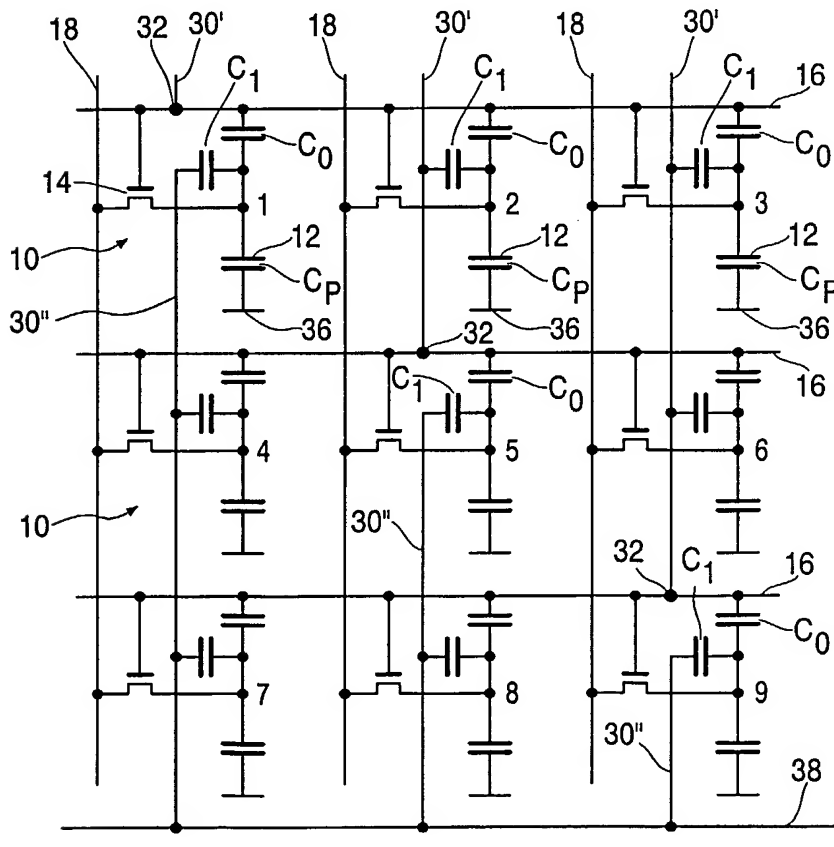 18 32 30' 18 30' 18 30'
C1 C1 C1 16
C0 C0 C0
14
1 2 3
10 12 12 12
CP CP CP
30" 36 32 36 36
C1 C0 16
4 5 6
10 30" 32 C1 16
C0
7 8 9
30"
38